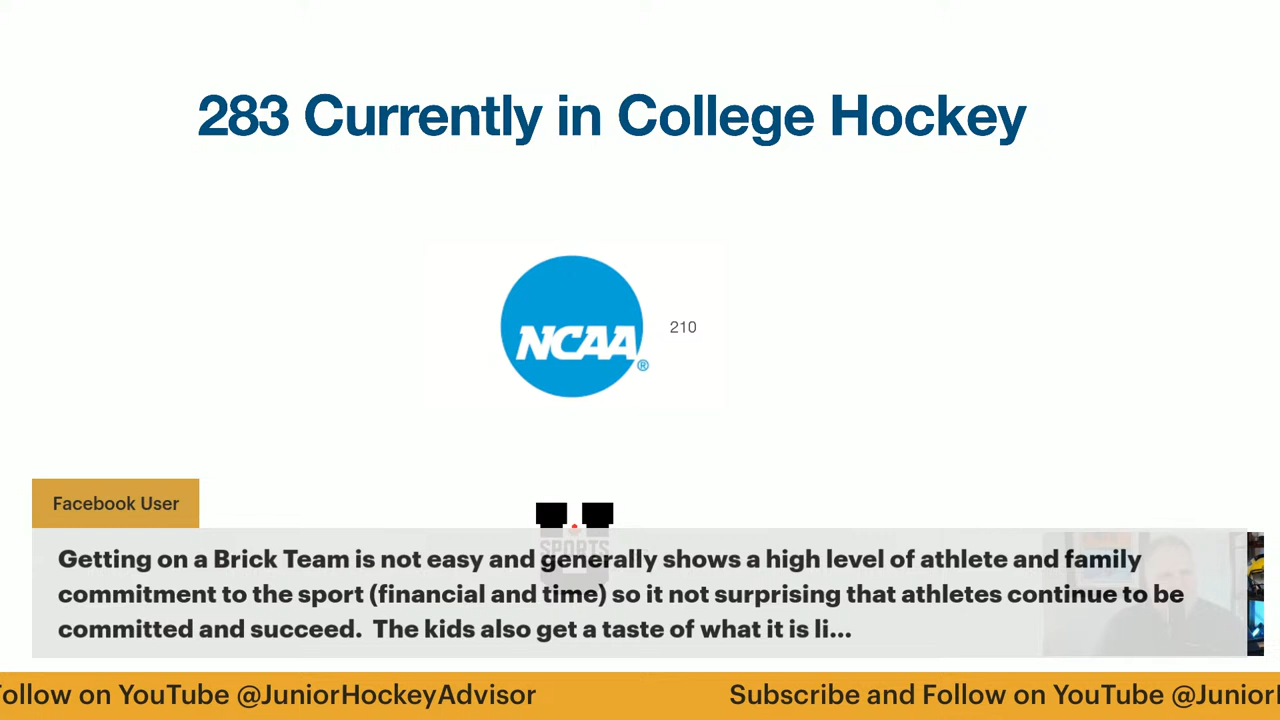 283 Currently in College Hockey
NCAA®
210
Facebook User
SPORTS
Getting on a Brick Team is not easy and generally shows a high level of athlete and family
commitment to the sport (financial and time) so it not surprising that athletes continue to be
committed and succeed. The kids also get a taste of what it is li...
Follow on YouTube @JuniorHockeyAdvisor
Subscribe and Follow on YouTube @JuniorH